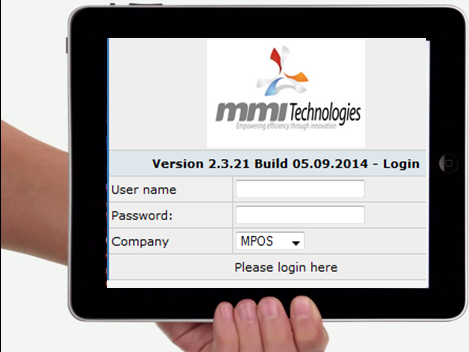 mmi Technologies
Empowering efficiency through innovation
Version 2.3.21 Build 05.09.2014 - Login
User name
Password:
Company
MPOS
Please login here